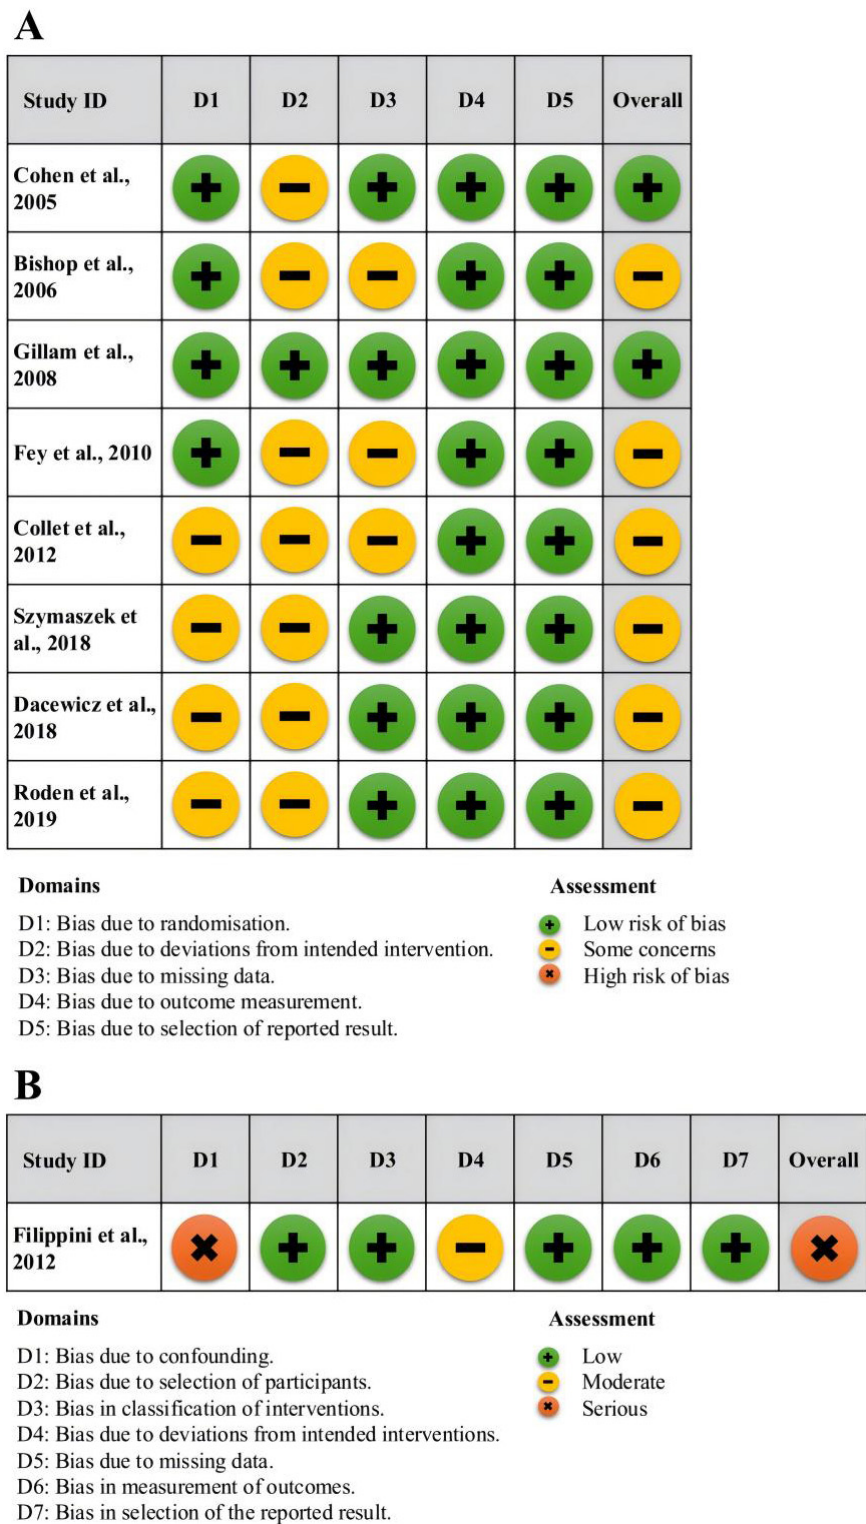 A
Study ID D1 D2 D3 D4 D5 Overall
Cohen et al.,
2005
+ − + + + +
Bishop et al.,
2006
+ − − + + −
Gillam et al.,
2008
+ + + + + +
Fey et al., 2010
+ − − + + −
Collet et al.,
2012
− − − + + −
Szymaszek et
al., 2018
− − + + + −
Dacewicz et al.,
2018
− − + + + −
Roden et al.,
2019
− − + + + −
Domains
D1: Bias due to randomisation.
D2: Bias due to deviations from intended intervention.
D3: Bias due to missing data.
D4: Bias due to outcome measurement.
D5: Bias due to selection of reported result.
Assessment
+ Low risk of bias
− Some concerns
× High risk of bias
B
Study ID D1 D2 D3 D4 D5 D6 D7 Overall
Filippini et al.,
2012
× + + − + + + ×
Domains
D1: Bias due to confounding.
D2: Bias due to selection of participants.
D3: Bias in classification of interventions.
D4: Bias due to deviations from intended interventions.
D5: Bias due to missing data.
D6: Bias in measurement of outcomes.
D7: Bias in selection of the reported result.
Assessment
+ Low
− Moderate
× Serious